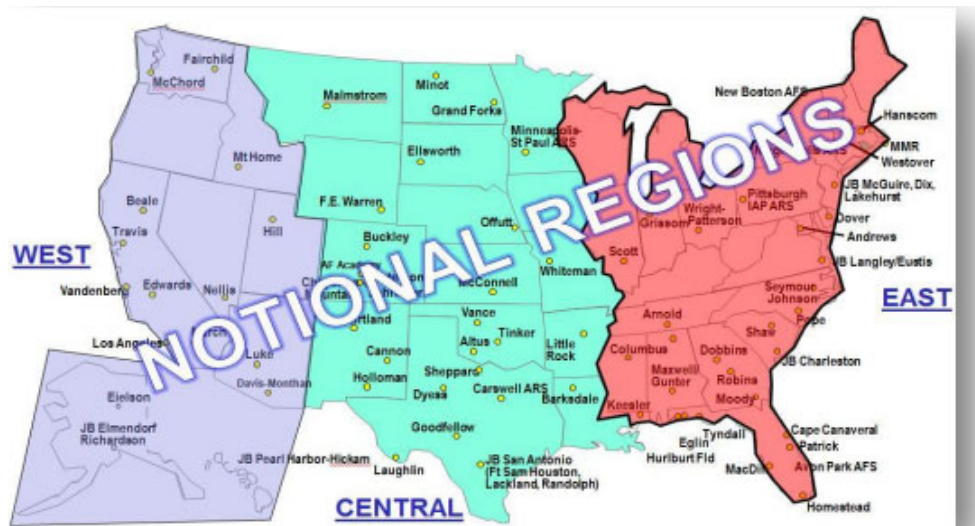 Fairchild
McChord
Minot
Malmstrom
Grand Forks
New Boston AFS
Hanscom
Minneapolis-
St Paul ARS
MMR
Westover
Ellsworth
Mt Home
Pittsburgh
IAP ARS
JB McGuire, Dix,
Lakehurst
Beale
F.E. Warren
Offutt
Grissom
Wright-
Patterson
Dover
Travis
Hill
Buckley
Andrews
WEST
NOTIONAL REGIONS
Scott
Whiteman
JB Langley/Eustis
Vandenberg
Edwards
Nellis
McConnell
Seymour
Johnson
EAST
Vance
Arnold
Pope
Los Angeles
Tinker
Shaw
Luke
Cannon
Altus
Little
Rock
Columbus
Dobbins
JB Charleston
Davis-Monthan
Holloman
Sheppard
Maxwell/
Gunter
Robins
Dyess
Carswell ARS
Barksdale
Keesler
Moody
Eielson
JB Elmendorf
Richardson
Goodfellow
Tyndall
Eglin
Hurlburt Fld
Cape Canaveral
Patrick
JB Pearl Harbor-Hickam
Laughlin
JB San Antonio
(Ft Sam Houston,
Lackland, Randolph)
MacDill
Avon Park AFS
CENTRAL
Homestead